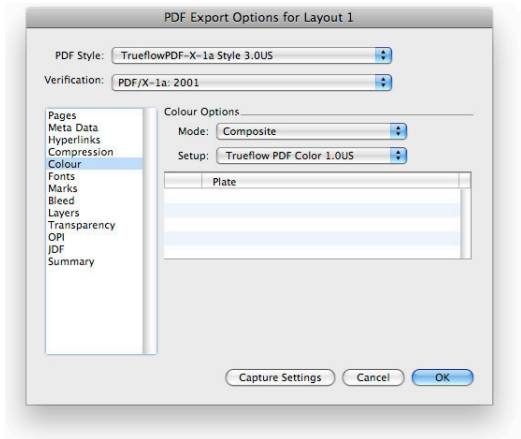 PDF Export Options for Layout 1
PDF Style: TrueflowPDF-X-1a Style 3.0US
Verification: PDF/X-1a: 2001
Pages
Meta Data
Hyperlinks
Compression
Colour
Fonts
Marks
Bleed
Layers
Transparency
OPI
JDF
Summary
Colour Options
Mode: Composite
Setup: Trueflow PDF Color 1.0US
Plate
Capture Settings Cancel OK